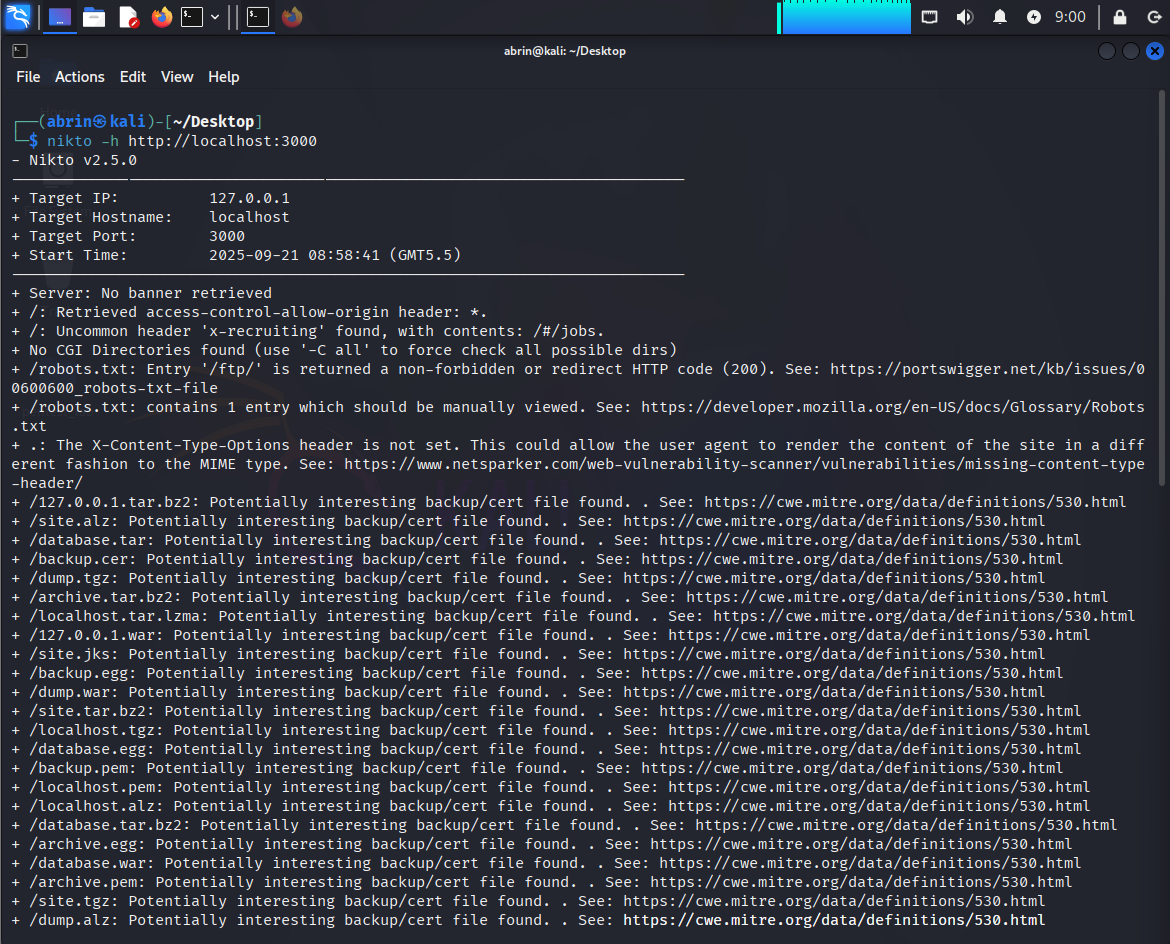 9:00
abrin@kali: ~/Desktop
File Actions Edit View Help
┌──(abrin㉿kali)-[~/Desktop]
└─$ nikto -h http://localhost:3000
- Nikto v2.5.0
---------------------------------------------------------------------------
+ Target IP:          127.0.0.1
+ Target Hostname:    localhost
+ Target Port:        3000
+ Start Time:         2025-09-21 08:58:41 (GMT5.5)
---------------------------------------------------------------------------
+ Server: No banner retrieved
+ /: Retrieved access-control-allow-origin header: *.
+ /: Uncommon header 'x-recruiting' found, with contents: /#/jobs.
+ No CGI Directories found (use '-C all' to force check all possible dirs)
+ /robots.txt: Entry '/ftp/' is returned a non-forbidden or redirect HTTP code (200). See: https://portswigger.net/kb/issues/0
0600600_robots-txt-file
+ /robots.txt: contains 1 entry which should be manually viewed. See: https://developer.mozilla.org/en-US/docs/Glossary/Robots
.txt
+ .: The X-Content-Type-Options header is not set. This could allow the user agent to render the content of the site in a diff
erent fashion to the MIME type. See: https://www.netsparker.com/web-vulnerability-scanner/vulnerabilities/missing-content-type
-header/
+ /127.0.0.1.tar.bz2: Potentially interesting backup/cert file found. . See: https://cwe.mitre.org/data/definitions/530.html
+ /site.alz: Potentially interesting backup/cert file found. . See: https://cwe.mitre.org/data/definitions/530.html
+ /database.tar: Potentially interesting backup/cert file found. . See: https://cwe.mitre.org/data/definitions/530.html
+ /backup.cer: Potentially interesting backup/cert file found. . See: https://cwe.mitre.org/data/definitions/530.html
+ /dump.tgz: Potentially interesting backup/cert file found. . See: https://cwe.mitre.org/data/definitions/530.html
+ /archive.tar.bz2: Potentially interesting backup/cert file found. . See: https://cwe.mitre.org/data/definitions/530.html
+ /localhost.tar.lzma: Potentially interesting backup/cert file found. . See: https://cwe.mitre.org/data/definitions/530.html
+ /127.0.0.1.war: Potentially interesting backup/cert file found. . See: https://cwe.mitre.org/data/definitions/530.html
+ /site.jks: Potentially interesting backup/cert file found. . See: https://cwe.mitre.org/data/definitions/530.html
+ /backup.egg: Potentially interesting backup/cert file found. . See: https://cwe.mitre.org/data/definitions/530.html
+ /dump.war: Potentially interesting backup/cert file found. . See: https://cwe.mitre.org/data/definitions/530.html
+ /site.tar.bz2: Potentially interesting backup/cert file found. . See: https://cwe.mitre.org/data/definitions/530.html
+ /localhost.tgz: Potentially interesting backup/cert file found. . See: https://cwe.mitre.org/data/definitions/530.html
+ /database.egg: Potentially interesting backup/cert file found. . See: https://cwe.mitre.org/data/definitions/530.html
+ /backup.pem: Potentially interesting backup/cert file found. . See: https://cwe.mitre.org/data/definitions/530.html
+ /localhost.pem: Potentially interesting backup/cert file found. . See: https://cwe.mitre.org/data/definitions/530.html
+ /localhost.alz: Potentially interesting backup/cert file found. . See: https://cwe.mitre.org/data/definitions/530.html
+ /database.tar.bz2: Potentially interesting backup/cert file found. . See: https://cwe.mitre.org/data/definitions/530.html
+ /archive.egg: Potentially interesting backup/cert file found. . See: https://cwe.mitre.org/data/definitions/530.html
+ /database.war: Potentially interesting backup/cert file found. . See: https://cwe.mitre.org/data/definitions/530.html
+ /archive.pem: Potentially interesting backup/cert file found. . See: https://cwe.mitre.org/data/definitions/530.html
+ /site.tgz: Potentially interesting backup/cert file found. . See: https://cwe.mitre.org/data/definitions/530.html
+ /dump.alz: Potentially interesting backup/cert file found. . See: https://cwe.mitre.org/data/definitions/530.html